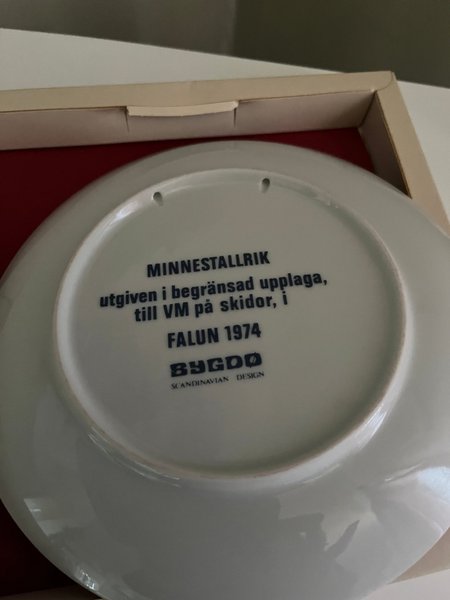 MINNESTALLRIK
utgiven i begränsad upplaga,
till VM på skidor, i
FALUN 1974
BYGDØ
SCANDINAVIAN DESIGN